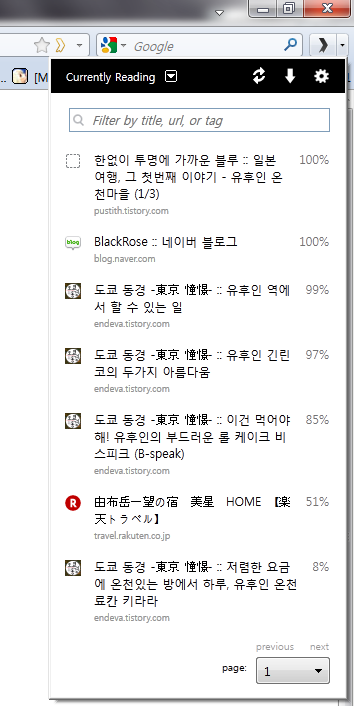 Google
.. [M
Currently Reading
Filter by title, url, or tag
한없이 투명에 가까운 블루 :: 일본 100%
여행, 그 첫번째 이야기 - 유후인 온
천마을 (1/3)
pustith.tistory.com
blog BlackRose :: 네이버 블로그 100%
blog.naver.com
도쿄 동경 -東京 憧憬- :: 유후인 역에 99%
서 할 수 있는 일
endeva.tistory.com
도쿄 동경 -東京 憧憬- :: 유후인 긴린 97%
코의 두가지 아름다움
endeva.tistory.com
도쿄 동경 -東京 憧憬- :: 이건 먹어야 85%
해! 유후인의 부드러운 롤 케이크 비
스피크 (B-speak)
endeva.tistory.com
R 由布岳一望の宿 美星 HOME 【楽 51%
天トラベル】
travel.rakuten.co.jp
도쿄 동경 -東京 憧憬- :: 저렴한 요금 8%
에 온천있는 방에서 하루, 유후인 온천
료칸 키라라
endeva.tistory.com
previous next
page: 1